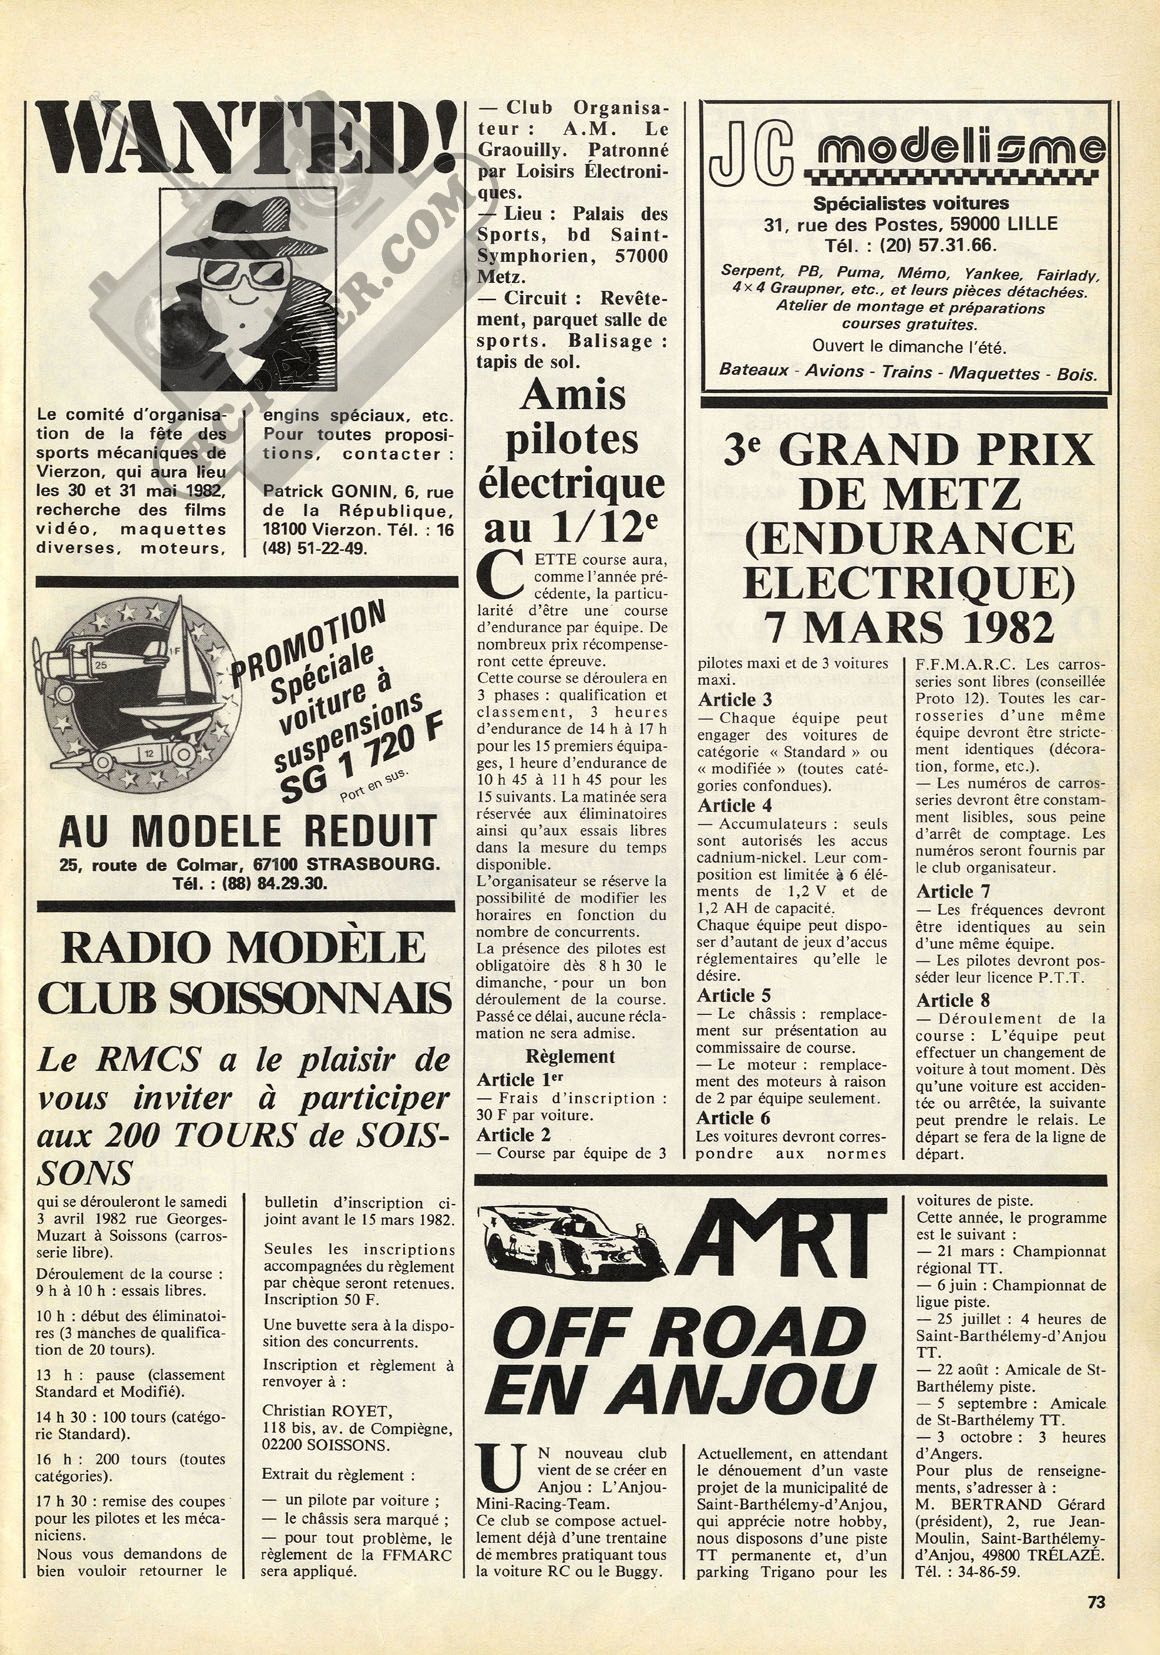 WANTED!
RC PAPER.COM
Le comité d'organisa-
tion de la fête des
sports mécaniques de
Vierzon, qui aura lieu
les 30 et 31 mai 1982,
recherche des films
vidéo, maquettes
diverses, moteurs,
engins spéciaux, etc.
Pour toutes proposi-
tions, contacter :
Patrick GONIN, 6, rue
de la République,
18100 Vierzon. Tél. : 16
(48) 51-22-49.
25
F
12
PROMOTION
Spéciale
voiture à
suspensions
SG 1 720 F
Port en sus.
AU MODELE REDUIT
25, route de Colmar, 67100 STRASBOURG.
Tél. : (88) 84.29.30.
RADIO MODÈLE
CLUB SOISSONNAIS
Le RMCS a le plaisir de
vous inviter à participer
aux 200 TOURS de SOIS-
SONS
qui se dérouleront le samedi
3 avril 1982 rue Georges-
Muzart à Soissons (carros-
serie libre).
Déroulement de la course :
9 h à 10 h : essais libres.
10 h : début des éliminatoi-
res (3 manches de qualifica-
tion de 20 tours).
13 h : pause (classement
Standard et Modifié).
14 h 30 : 100 tours (catégo-
rie Standard).
16 h : 200 tours (toutes
catégories).
17 h 30 : remise des coupes
pour les pilotes et les méca-
niciens.
Nous vous demandons de
bien vouloir retourner le
bulletin d'inscription ci-
joint avant le 15 mars 1982.
Seules les inscriptions
accompagnées du règlement
par chèque seront retenues.
Inscription 50 F.
Une buvette sera à la dispo-
sition des concurrents.
Inscription et règlement à
renvoyer à :
Christian ROYET,
118 bis, av. de Compiègne,
02200 SOISSONS.
Extrait du règlement :
— un pilote par voiture ;
— le châssis sera marqué ;
— pour tout problème, le
règlement de la FFMARC
sera appliqué.
— Club Organisa-
teur : A.M. Le
Graouilly. Patronné
par Loisirs Électroni-
ques.
— Lieu : Palais des
Sports, bd Saint-
Symphorien, 57000
Metz.
— Circuit : Revête-
ment, parquet salle de
sports. Balisage :
tapis de sol.
Amis
pilotes
électrique
au 1/12e
CETTE course aura,
comme l'année pré-
cédente, la particu-
larité d'être une course
d'endurance par équipe. De
nombreux prix récompense-
ront cette épreuve.
Cette course se déroulera en
3 phases : qualification et
classement, 3 heures
d'endurance de 14 h à 17 h
pour les 15 premiers équipa-
ges, 1 heure d'endurance de
10 h 45 à 11 h 45 pour les
15 suivants. La matinée sera
réservée aux éliminatoires
ainsi qu'aux essais libres
dans la mesure du temps
disponible.
L'organisateur se réserve la
possibilité de modifier les
horaires en fonction du
nombre de concurrents.
La présence des pilotes est
obligatoire dès 8 h 30 le
dimanche, pour un bon
déroulement de la course.
Passé ce délai, aucune récla-
mation ne sera admise.
Règlement
Article 1er
— Frais d'inscription :
30 F par voiture.
Article 2
— Course par équipe de 3
JC modelisme
Spécialistes voitures
31, rue des Postes, 59000 LILLE
Tél. : (20) 57.31.66.
Serpent, PB, Puma, Mémo, Yankee, Fairlady,
4 × 4 Graupner, etc., et leurs pièces détachées.
Atelier de montage et préparations
courses gratuites.
Ouvert le dimanche l'été.
Bateaux - Avions - Trains - Maquettes - Bois.
3e GRAND PRIX
DE METZ
(ENDURANCE
ELECTRIQUE)
7 MARS 1982
pilotes maxi et de 3 voitures
maxi.
Article 3
— Chaque équipe peut
engager des voitures de
catégorie « Standard » ou
« modifiée » (toutes caté-
gories confondues).
Article 4
— Accumulateurs : seuls
sont autorisés les accus
cadnium-nickel. Leur com-
position est limitée à 6 élé-
ments de 1,2 V et de
1,2 AH de capacité.
Chaque équipe peut dispo-
ser d'autant de jeux d'accus
réglementaires qu'elle le
désire.
Article 5
— Le châssis : remplace-
ment sur présentation au
commissaire de course.
— Le moteur : remplace-
ment des moteurs à raison
de 2 par équipe seulement.
Article 6
Les voitures devront corres-
pondre aux normes
F.F.M.A.R.C. Les carros-
series sont libres (conseillée
Proto 12). Toutes les car-
rosseries d'une même
équipe devront être stricte-
ment identiques (décora-
tion, forme, etc.).
— Les numéros de carros-
series devront être constam-
ment lisibles, sous peine
d'arrêt de comptage. Les
numéros seront fournis par
le club organisateur.
Article 7
— Les fréquences devront
être identiques au sein
d'une même équipe.
— Les pilotes devront pos-
séder leur licence P.T.T.
Article 8
— Déroulement de la
course : L'équipe peut
effectuer un changement de
voiture à tout moment. Dès
qu'une voiture est acciden-
tée ou arrêtée, la suivante
peut prendre le relais. Le
départ se fera de la ligne de
départ.
AMRT
OFF ROAD
EN ANJOU
UN nouveau club
vient de se créer en
Anjou : L'Anjou-
Mini-Racing-Team.
Ce club se compose actuel-
lement déjà d'une trentaine
de membres pratiquant tous
la voiture RC ou le Buggy.
Actuellement, en attendant
le dénouement d'un vaste
projet de la municipalité de
Saint-Barthélemy-d'Anjou,
qui apprécie notre hobby,
nous disposons d'une piste
TT permanente et, d'un
parking Trigano pour les
voitures de piste.
Cette année, le programme
est le suivant :
— 21 mars : Championnat
régional TT.
— 6 juin : Championnat de
ligue piste.
— 25 juillet : 4 heures de
Saint-Barthélemy-d'Anjou
TT.
— 22 août : Amicale de St-
Barthélemy piste.
— 5 septembre : Amicale
de St-Barthélemy TT.
— 3 octobre : 3 heures
d'Angers.
Pour plus de renseigne-
ments, s'adresser à :
M. BERTRAND Gérard
(président), 2, rue Jean-
Moulin, Saint-Barthélemy-
d'Anjou, 49800 TRÉLAZÉ.
Tél. : 34-86-59.
73